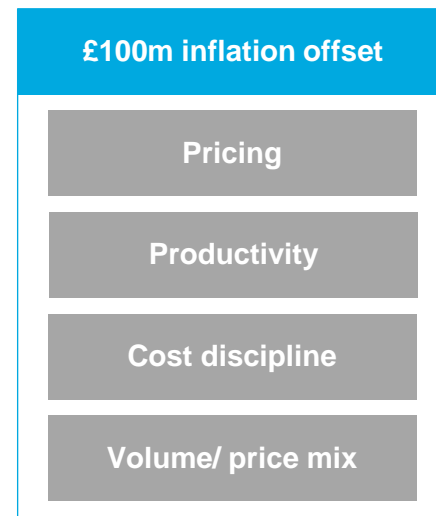 £100m inflation offset
Pricing
Productivity
Cost discipline
Volume/ price mix